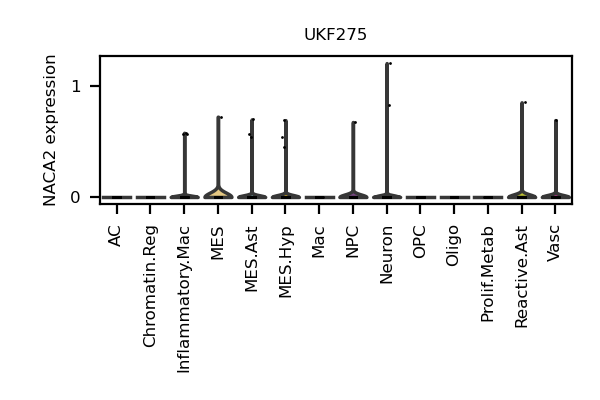 UKF275
NACA2 expression
1
0
AC
Chromatin.Reg
Inflammatory.Mac
MES
MES.Ast
MES.Hyp
Mac
NPC
Neuron
OPC
Oligo
Prolif.Metab
Reactive.Ast
Vasc